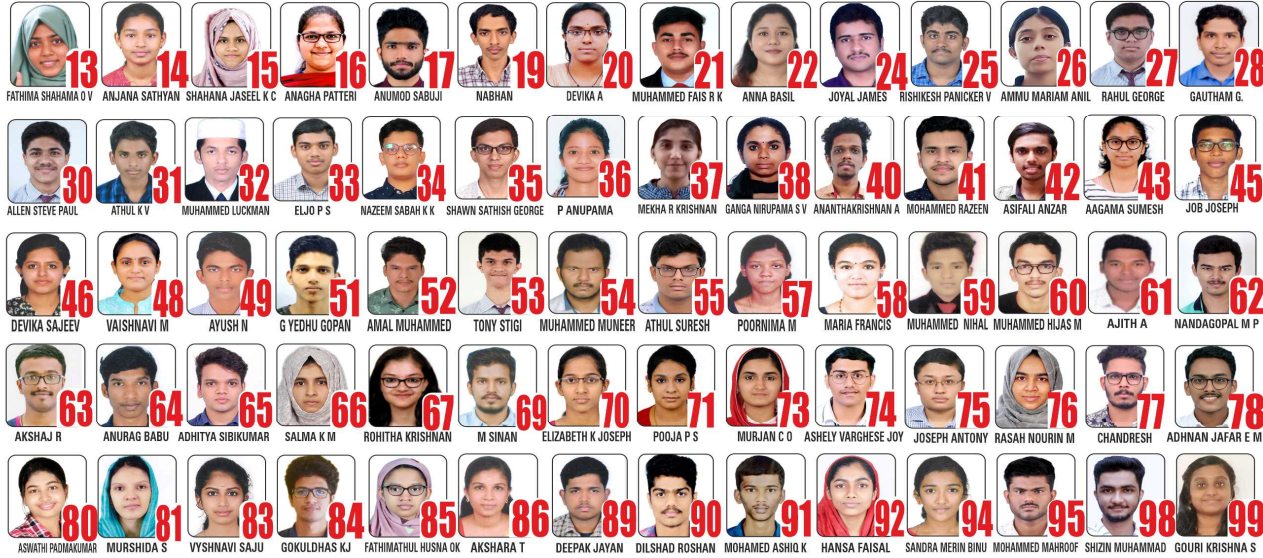 13 14 15 16 17 19 20 21 22 24 25 26 27 28
FATHIMA SHAHAMA O V ANJANA SATHYAN SHAHANA JASEEL K C ANAGHA PATTERI ANUMOD SABUJI NABHAN DEVIKA A MUHAMMED FAIS R K ANNA BASIL JOYAL JAMES RISHIKESH PANICKER V AMMU MARIAM ANIL RAHUL GEORGE GAUTHAM G.
30 31 32 33 34 35 36 37 38 40 41 42 43 45
ALLEN STEVE PAUL ATHUL K V MUHAMMED LUCKMAN ELJO P S NAZEEM SABAH K K SHAWN SATHISH GEORGE P ANUPAMA MEKHA R KRISHNAN GANGA NIRUPAMA S V ANANTHAKRISHNAN A MOHAMMED RAZEEN ASIFALI ANZAR AAGAMA SUMESH JOB JOSEPH
46 48 49 51 52 53 54 55 57 58 59 60 61 62
DEVIKA SAJEEV VAISHNAVI M AYUSH N G YEDHU GOPAN AMAL MUHAMMED TONY STIGI MUHAMMED MUNEER ATHUL SURESH POORNIMA M MARIA FRANCIS MUHAMMED NIHAL MUHAMMED HIJAS M AJITH A NANDAGOPAL M P
63 64 65 66 67 69 70 71 73 74 75 76 77 78
AKSHAJ R ANURAG BABU ADHITYA SIBIKUMAR SALMA K M ROHITHA KRISHNAN M SINAN ELIZABETH K JOSEPH POOJA P S MURJAN C O ASHELY VARGHESE JOY JOSEPH ANTONY RASAH NOURIN M CHANDRESH ADHNAN JAFAR E M
80 81 83 84 85 86 89 90 91 92 94 95 98 99
ASWATHI PADMAKUMAR MURSHIDA S VYSHNAVI SAJU GOKULDHAS KJ FATHIMATHUL HUSNA OK AKSHARA T DEEPAK JAYAN DILSHAD ROSHAN MOHAMED ASHIQ K HANSA FAISAL SANDRA MERIN BINU MOHAMMED MAHROOF SHIZIN MUHAMMAD GOURI KRISHNA S